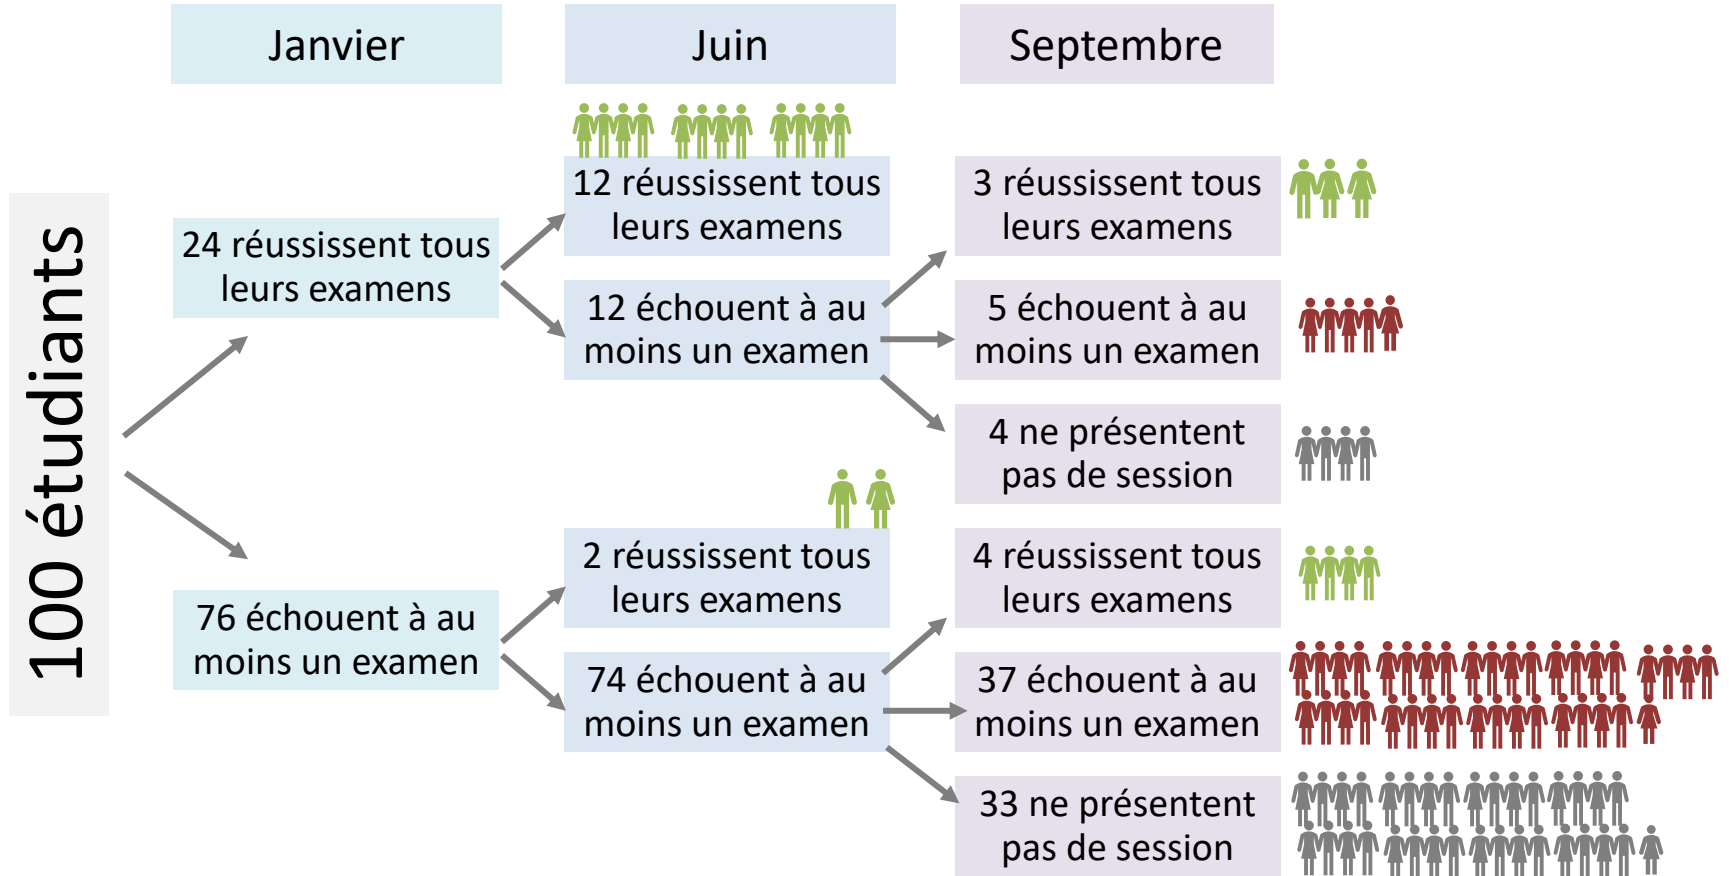 Janvier
Juin
Septembre
100 étudiants
24 réussissent tous
leurs examens
76 échouent à au
moins un examen
12 réussissent tous
leurs examens
12 échouent à au
moins un examen
2 réussissent tous
leurs examens
74 échouent à au
moins un examen
3 réussissent tous
leurs examens
5 échouent à au
moins un examen
4 ne présentent
pas de session
4 réussissent tous
leurs examens
37 échouent à au
moins un examen
33 ne présentent
pas de session